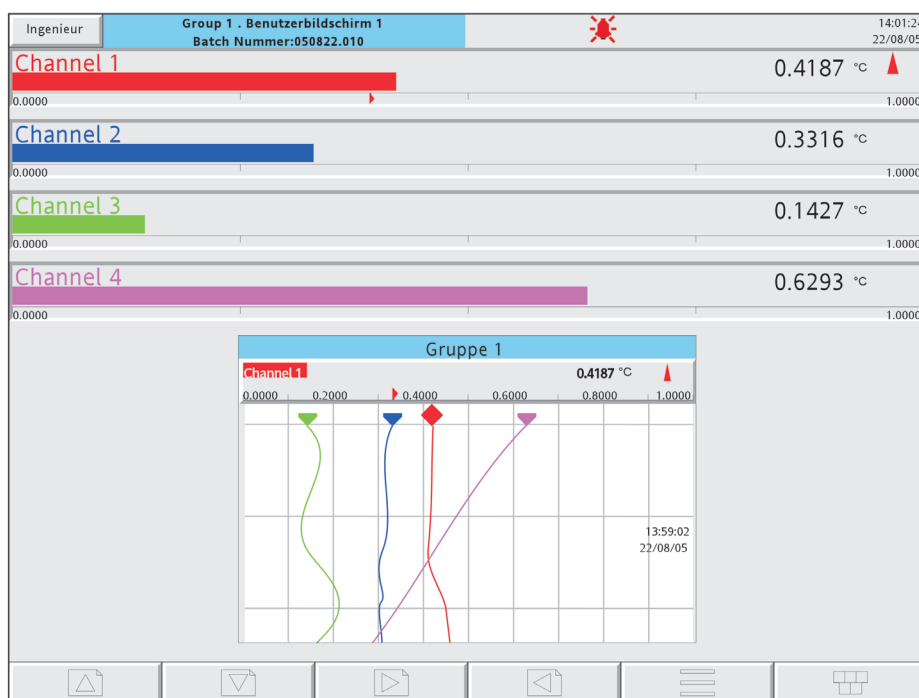 Ingenieur
Group 1 . Benutzerbildschirm 1
Batch Nummer:050822.010
14:01:24
22/08/05
Channel 1
0.4187 °C
0.0000 1.0000
Channel 2
0.3316 °C
0.0000 1.0000
Channel 3
0.1427 °C
0.0000 1.0000
Channel 4
0.6293 °C
0.0000 1.0000
Gruppe 1
Channel 1 0.4187 °C
0.0000 0.2000 0.4000 0.6000 0.8000 1.0000
13:59:02
22/08/05